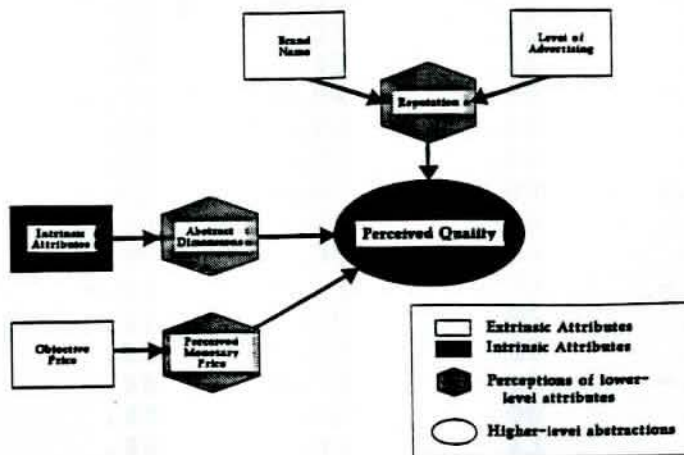 Brand
Name
Level of
Advertising
Reputation
Intrinsic
Attributes
Abstract
Dimensions
Perceived Quality
Objective
Price
Perceived
Monetary
Price
Extrinsic Attributes
Intrinsic Attributes
Perceptions of lower-
level attributes
Higher-level abstractions